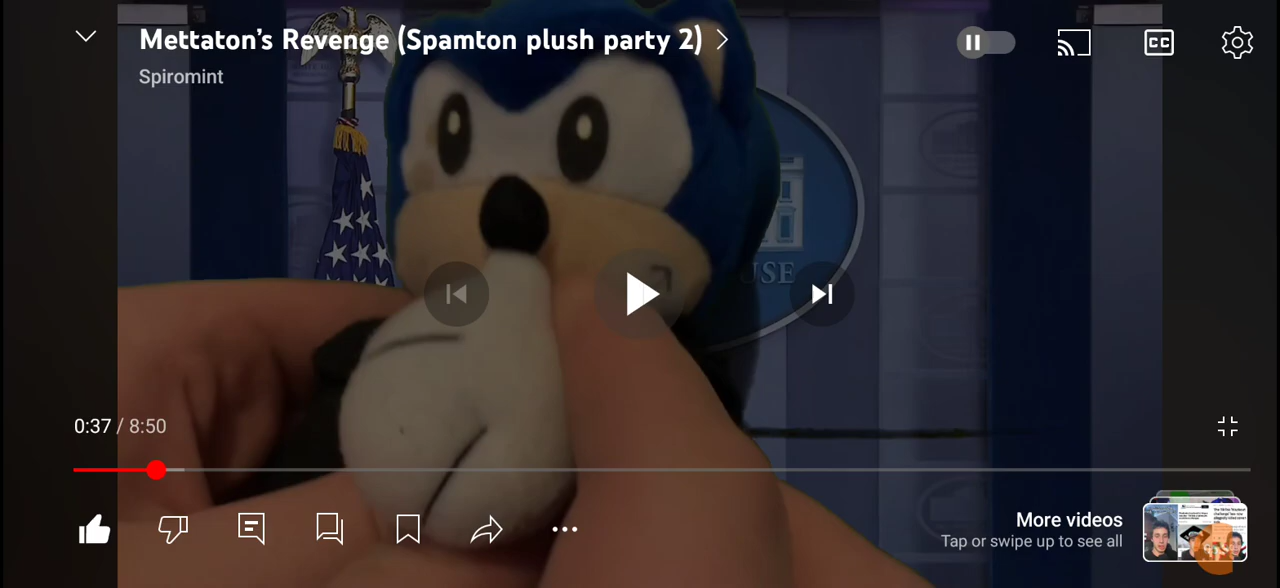 Mettaton's Revenge (Spamton plush party 2)
Spiromint
CC
USE
0:37 / 8:50
More videos
Tap or swipe up to see all